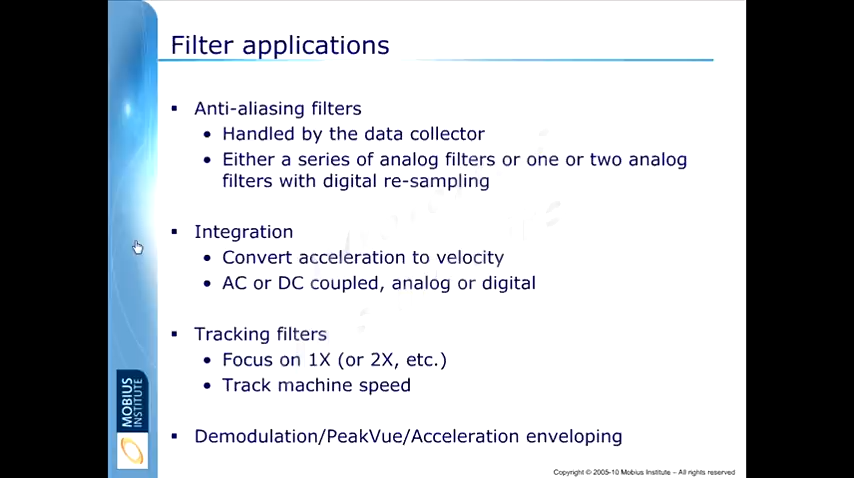 Filter applications
▪ Anti-aliasing filters
• Handled by the data collector
• Either a series of analog filters or one or two analog
filters with digital re-sampling
▪ Integration
• Convert acceleration to velocity
• AC or DC coupled, analog or digital
▪ Tracking filters
• Focus on 1X (or 2X, etc.)
• Track machine speed
▪ Demodulation/PeakVue/Acceleration enveloping
MOBIUS
INSTITUTE
Copyright © 2005-10 Mobius Institute – All rights reserved